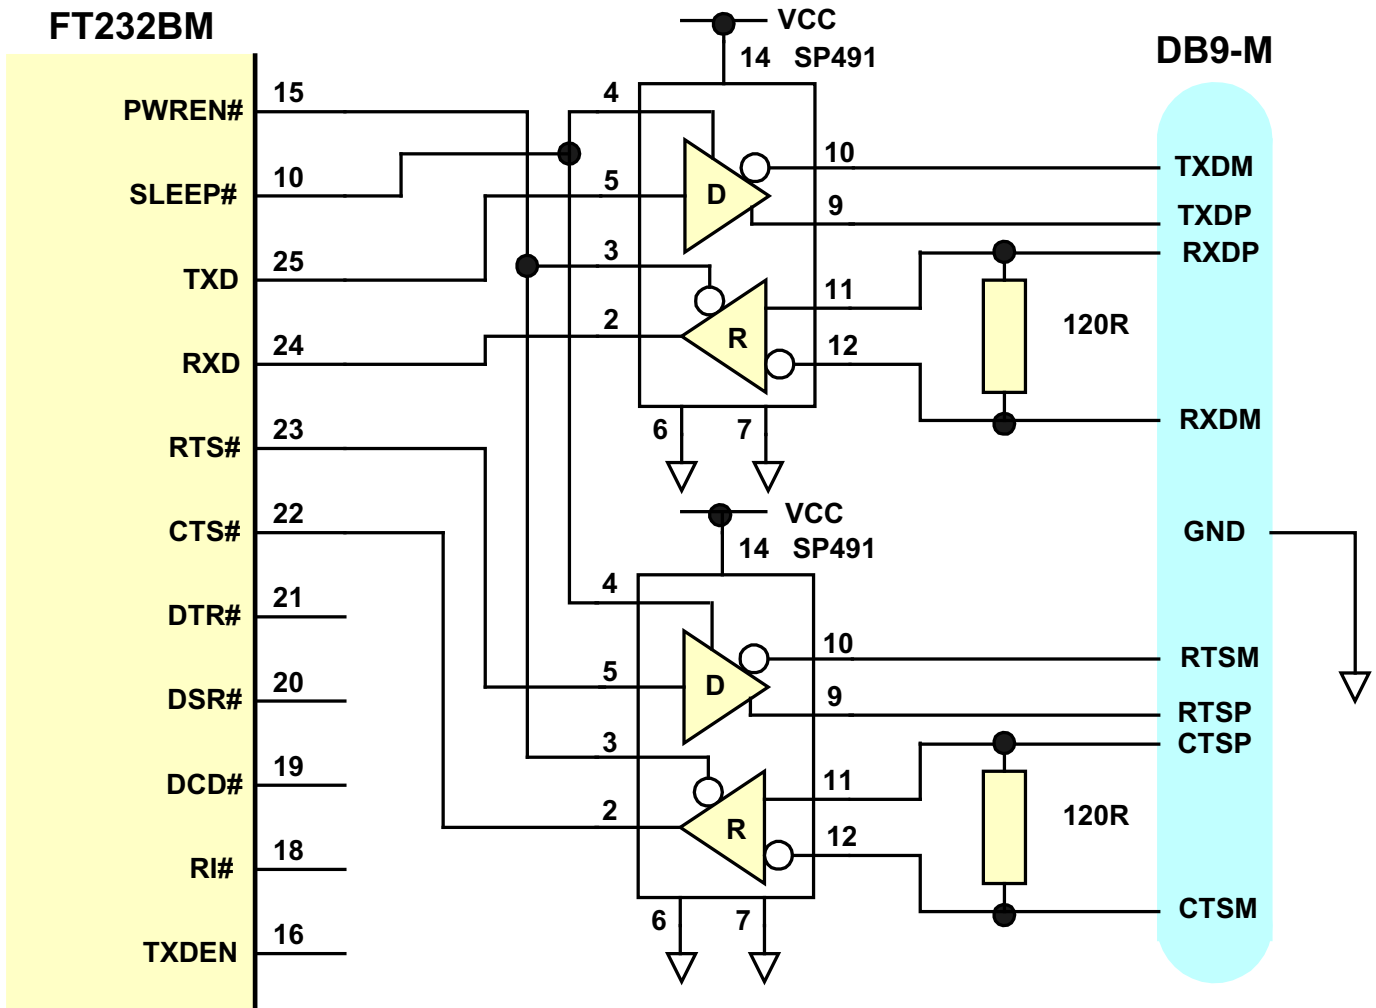 FT232BM
PWREN# 15
SLEEP# 10
TXD 25
RXD 24
RTS# 23
CTS# 22
DTR# 21
DSR# 20
DCD# 19
RI# 18
TXDEN 16
VCC
14 SP491
4
5
3
2
D
R
10
9
11
12
6 7
VCC
14 SP491
4
5
3
2
D
R
10
9
11
12
6 7
120R
120R
DB9-M
TXDM
TXDP
RXDP
RXDM
GND
RTSM
RTSP
CTSP
CTSM